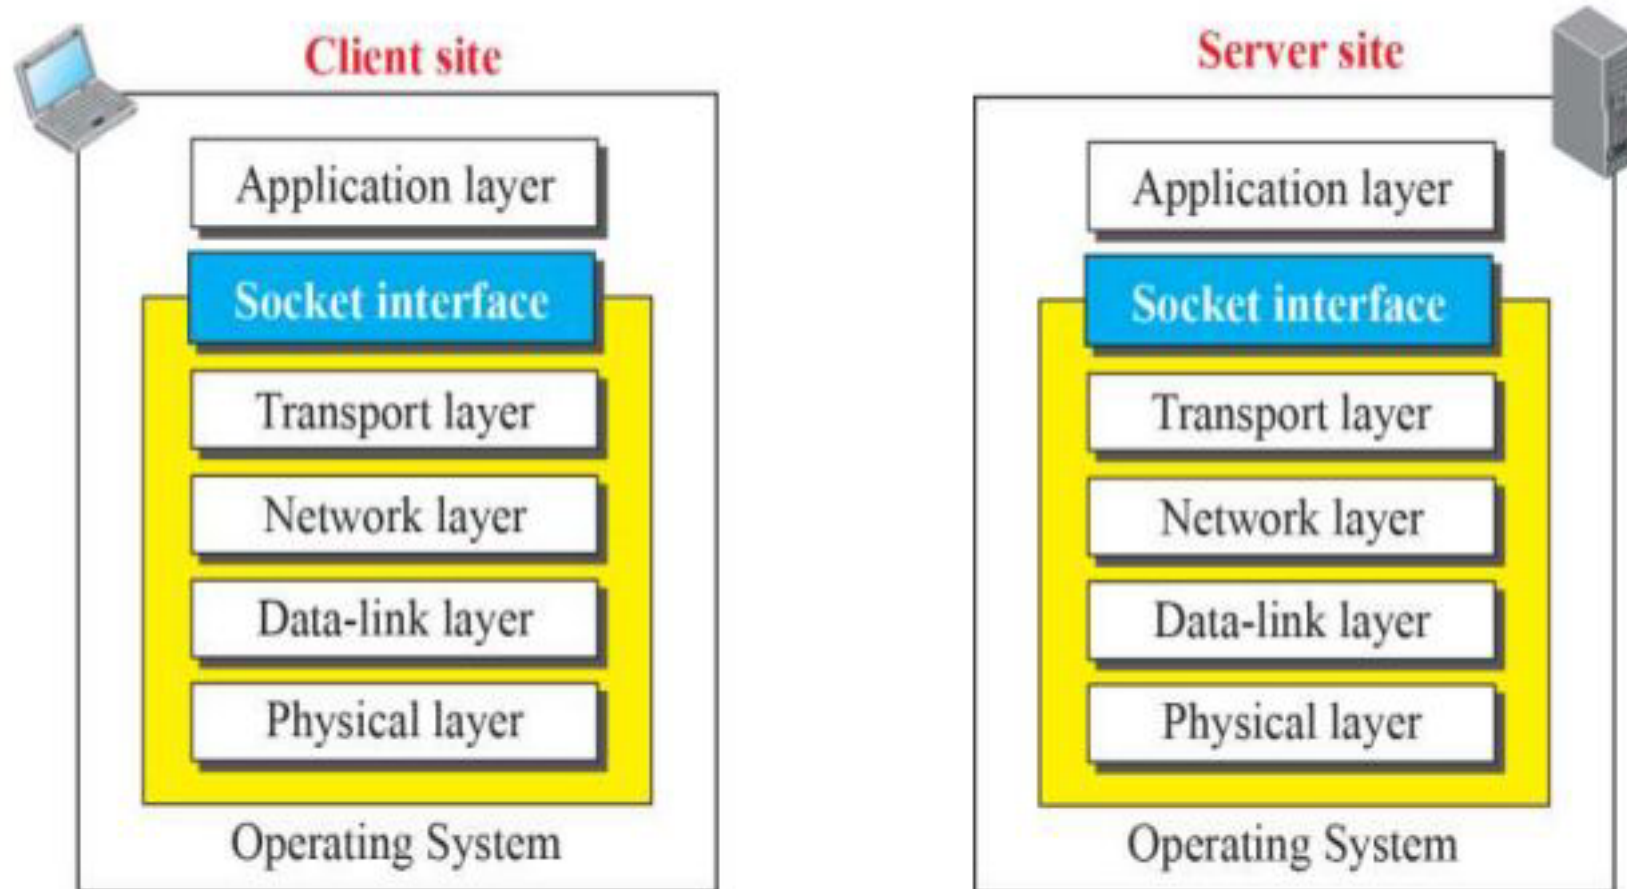 Client site
Application layer
Socket interface
Transport layer
Network layer
Data-link layer
Physical layer
Operating System
Server site
Application layer
Socket interface
Transport layer
Network layer
Data-link layer
Physical layer
Operating System